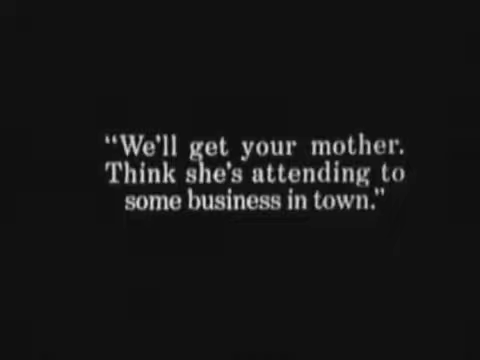 “We’ll get your mother.
Think she’s attending to
some business in town.”